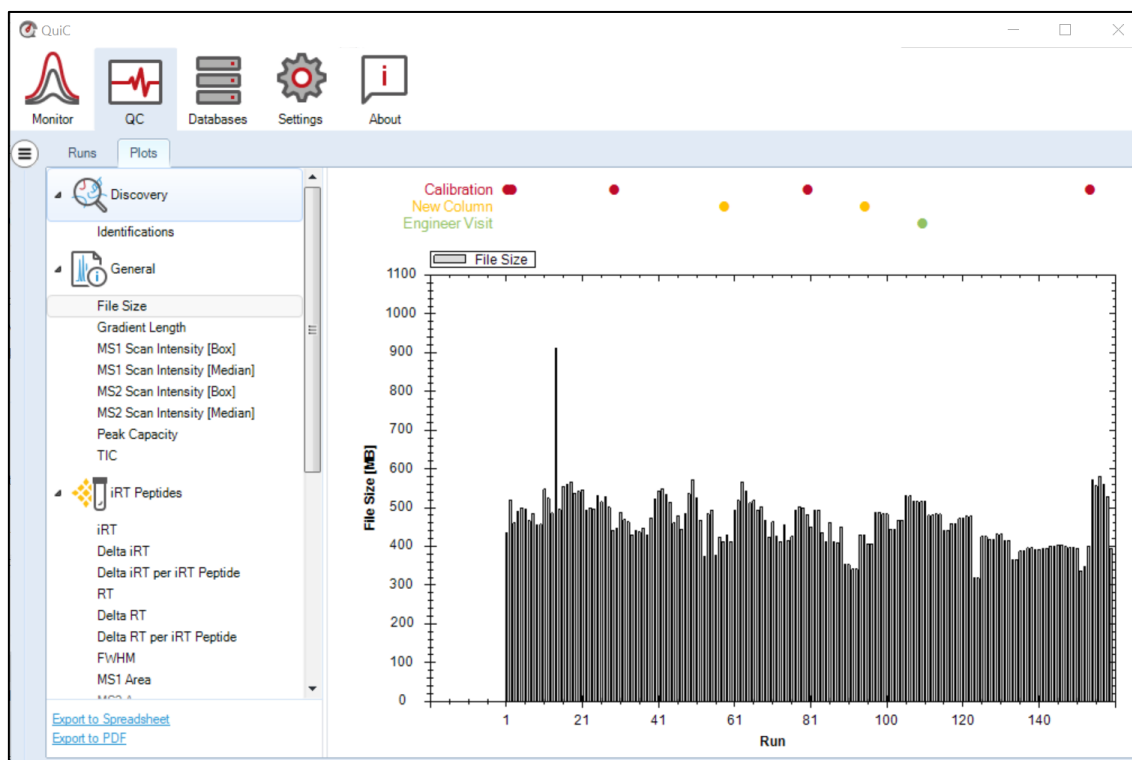 QuiC
Monitor
QC
Databases
Settings
About
Runs
Plots
Discovery
Identifications
General
File Size
Gradient Length
MS1 Scan Intensity [Box]
MS1 Scan Intensity [Median]
MS2 Scan Intensity [Box]
MS2 Scan Intensity [Median]
Peak Capacity
TIC
iRT Peptides
iRT
Delta iRT
Delta iRT per iRT Peptide
RT
Delta RT
Delta RT per iRT Peptide
FWHM
MS1 Area
Export to Spreadsheet
Export to PDF
Calibration
New Column
Engineer Visit
File Size
1100
1000
900
800
700
600
500
400
300
200
100
0
File Size [MB]
1 21 41 61 81 100 120 140
Run